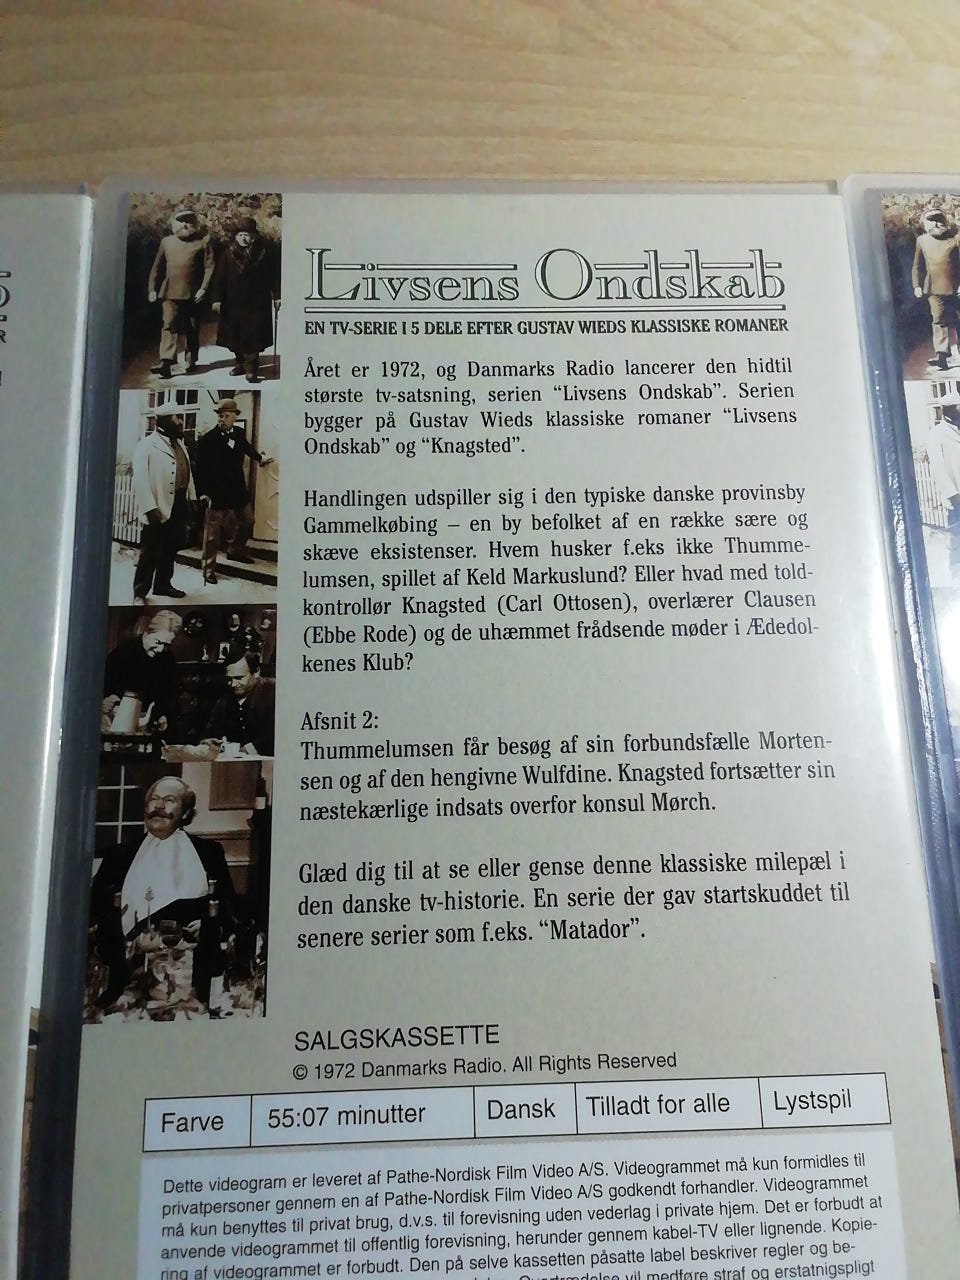 Livsens Ondskab
EN TV-SERIE I 5 DELE EFTER GUSTAV WIEDS KLASSISKE ROMANER
Året er 1972, og Danmarks Radio lancerer den hidtil
største tv-satsning, serien “Livsens Ondskab”. Serien
bygger på Gustav Wieds klassiske romaner “Livsens
Ondskab” og “Knagsted”.
Handlingen udspiller sig i den typiske danske provinsby
Gammelkøbing – en by befolket af en række sære og
skæve eksistenser. Hvem husker f.eks ikke Thumme-
lumsen, spillet af Keld Markuslund? Eller hvad med told-
kontrollør Knagsted (Carl Ottosen), overlærer Clausen
(Ebbe Rode) og de uhæmmet frådsende møder i Ædedol-
kenes Klub?
Afsnit 2:
Thummelumsen får besøg af sin forbundsfælle Morten-
sen og af den hengivne Wulfdine. Knagsted fortsætter sin
næstekærlige indsats overfor konsul Mørch.
Glæd dig til at se eller gense denne klassiske milepæl i
den danske tv-historie. En serie der gav startskuddet til
senere serier som f.eks. “Matador”.
SALGSKASSETTE
© 1972 Danmarks Radio. All Rights Reserved
Farve 55:07 minutter Dansk Tilladt for alle Lystspil
Dette videogram er leveret af Pathe-Nordisk Film Video A/S. Videogrammet må kun formidles til
privatpersoner gennem en af Pathe-Nordisk Film Video A/S godkendt forhandler. Videogrammet
må kun benyttes til privat brug, d.v.s. til forevisning uden vederlag i private hjem. Det er forbudt at
anvende videogrammet til offentlig forevisning, herunder gennem kabel-TV eller lignende. Kopie-
ring af videogrammet er forbudt. Den på selve kassetten påsatte label beskriver regler og be-
vil medføre straf og erstatningspligt